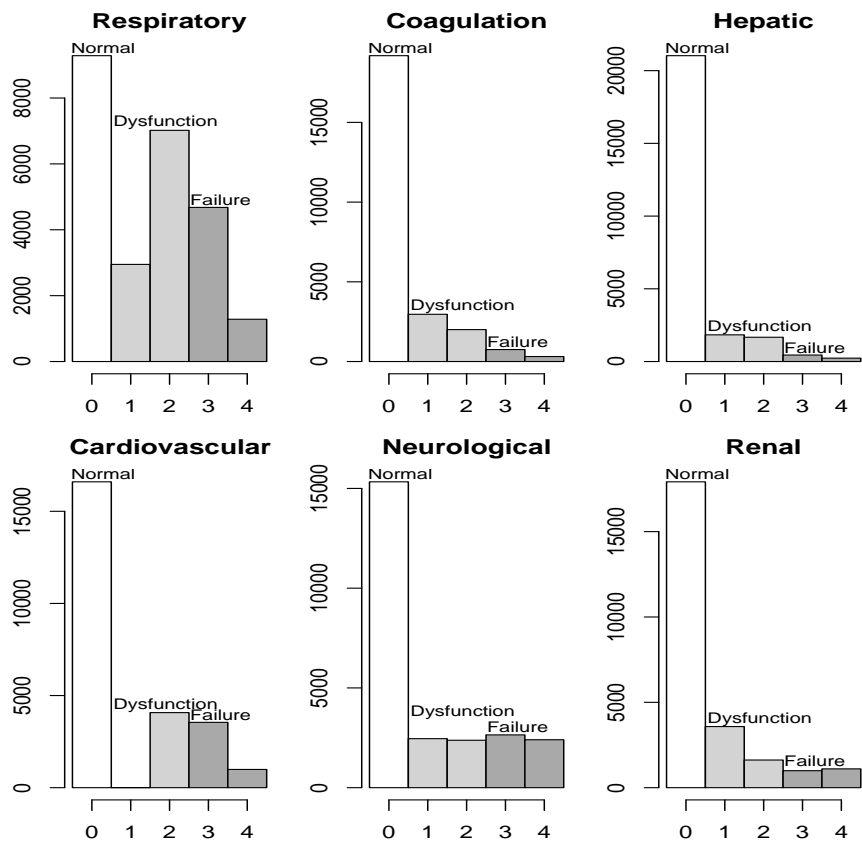 Respiratory
Normal
Dysfunction
Failure
0 2000 4000 6000 8000
0 1 2 3 4
Coagulation
Dysfunction
Failure
0 5000 10000 15000
0 1 2 3 4
Hepatic
Normal
Dysfunction
Failure
0 5000 10000 15000 20000
0 1 2 3 4
Cardiovascular
Normal
Dysfunction
Failure
0 5000 10000 15000
0 1 2 3 4
Neurological
Normal
Dysfunction
Failure
0 5000 10000 15000
0 1 2 3 4
Renal
Normal
Dysfunction
Failure
0 5000 10000 15000
0 1 2 3 4